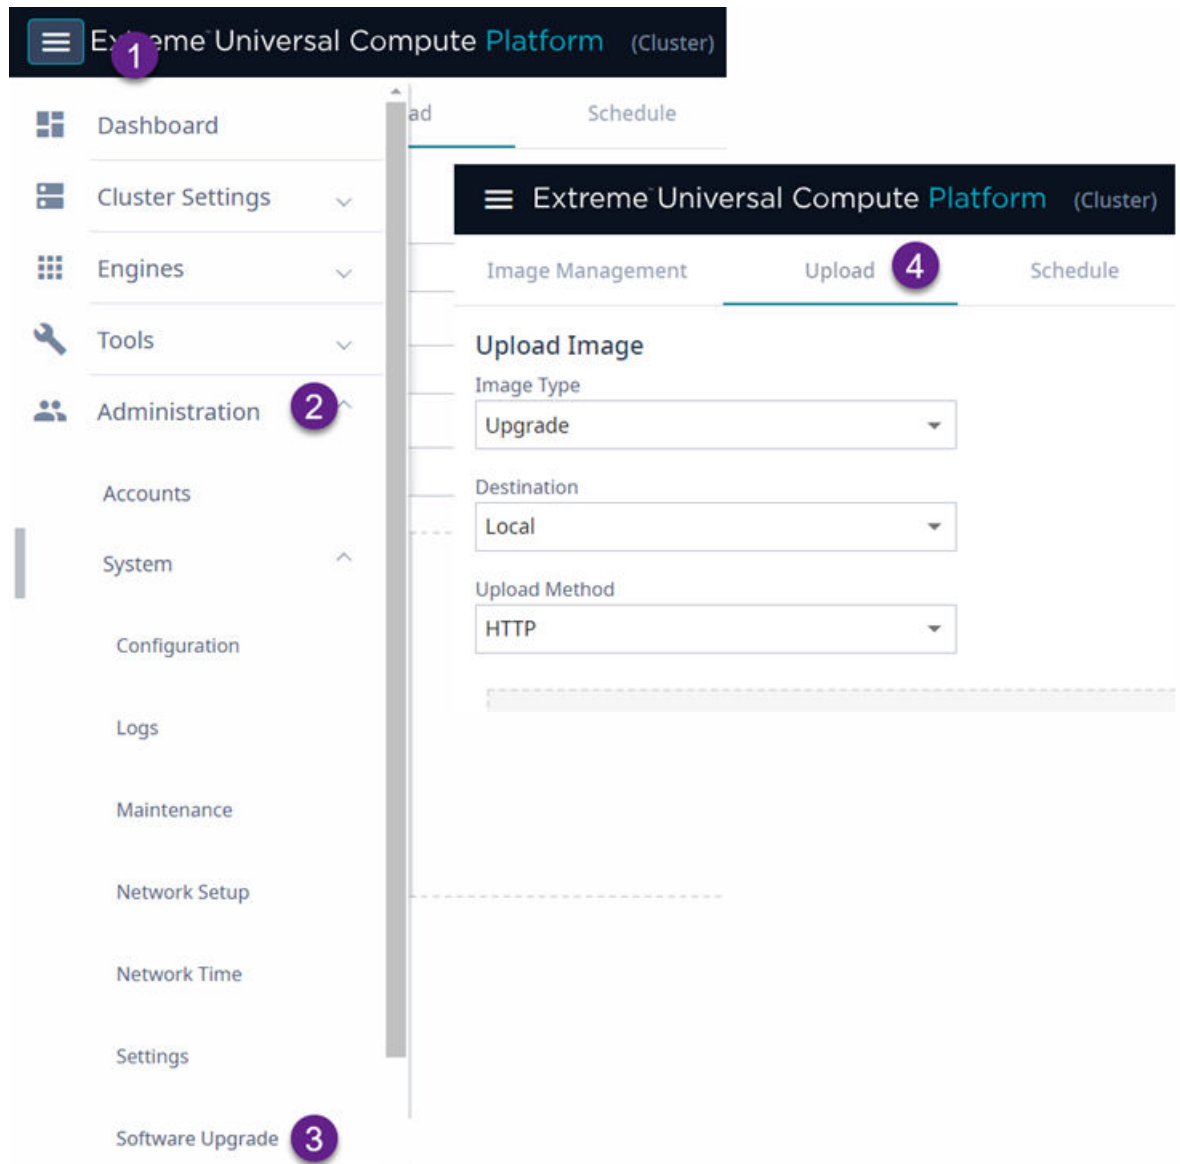 Extreme™ Universal Compute Platform (Cluster)
1
Dashboard
ad Schedule
Cluster Settings
Engines
Tools
Administration 2
Accounts
System
Configuration
Logs
Maintenance
Network Setup
Network Time
Settings
Software Upgrade 3
Extreme™ Universal Compute Platform (Cluster)
Image Management Upload 4 Schedule
Upload Image
Image Type
Upgrade
Destination
Local
Upload Method
HTTP